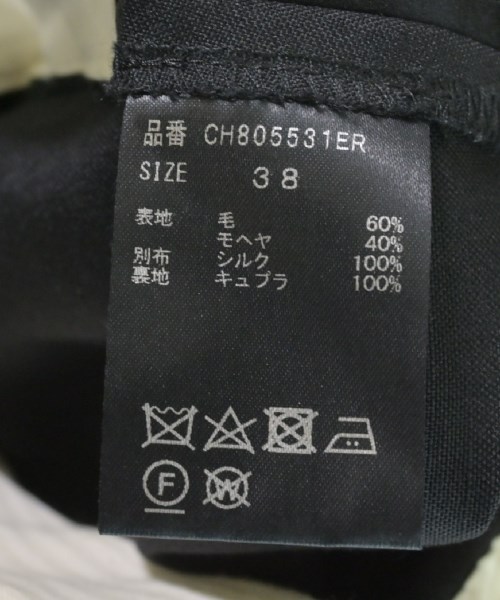 品番 CH805531ER
SIZE 38
表地 毛 60%
モヘヤ 40%
別布 シルク 100%
裏地 キュプラ 100%
F
W